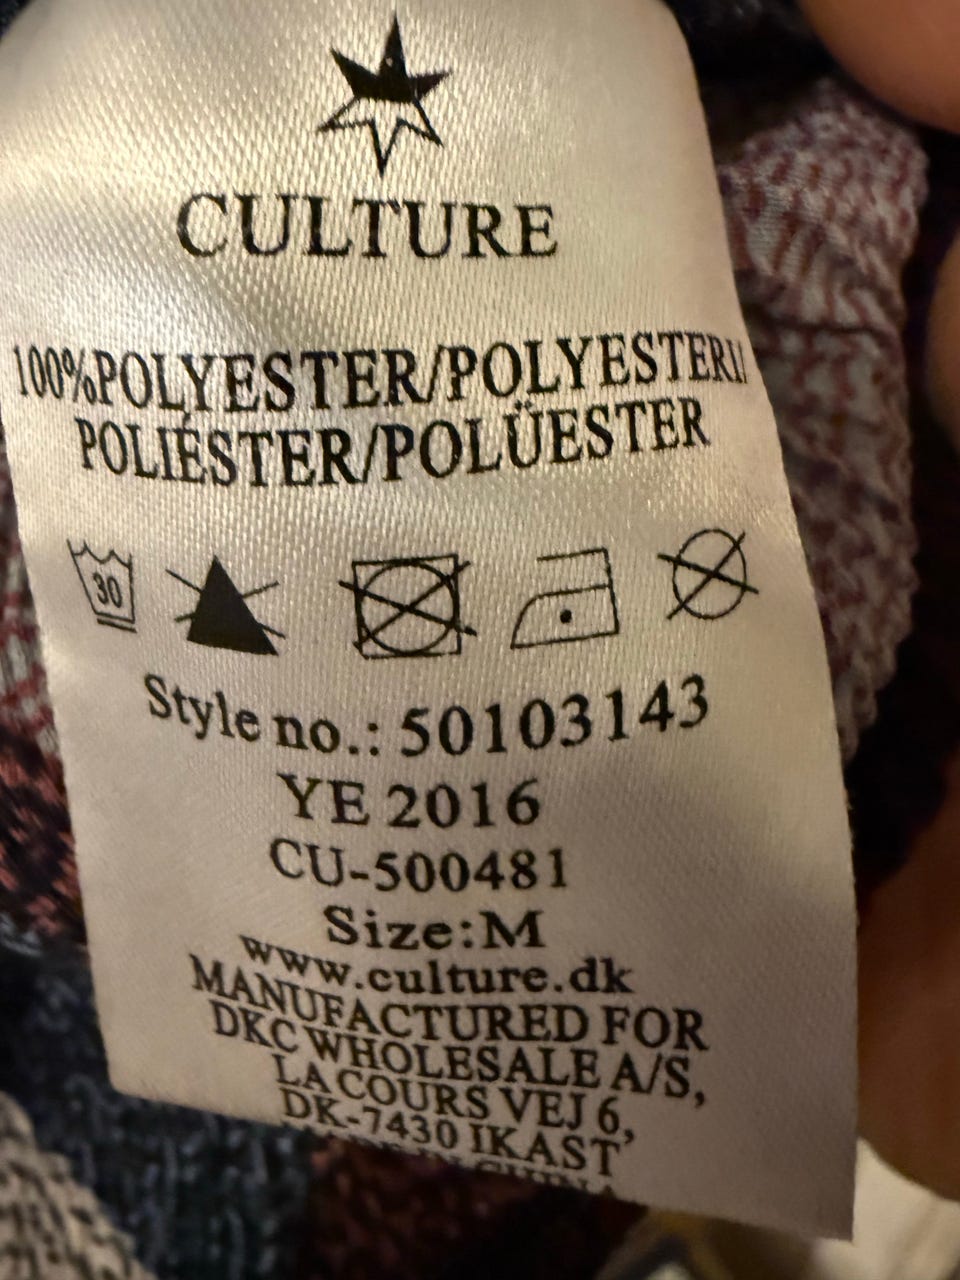 CULTURE
100%POLYESTER/POLYESTERI/
POLIÉSTER/POLÜESTER
30
Style no.: 50103143
YE 2016
CU-500481
Size:M
www.culture.dk
MANUFACTURED FOR
DKC WHOLESALE A/S,
LA COURS VEJ 6,
DK-7430 IKAST